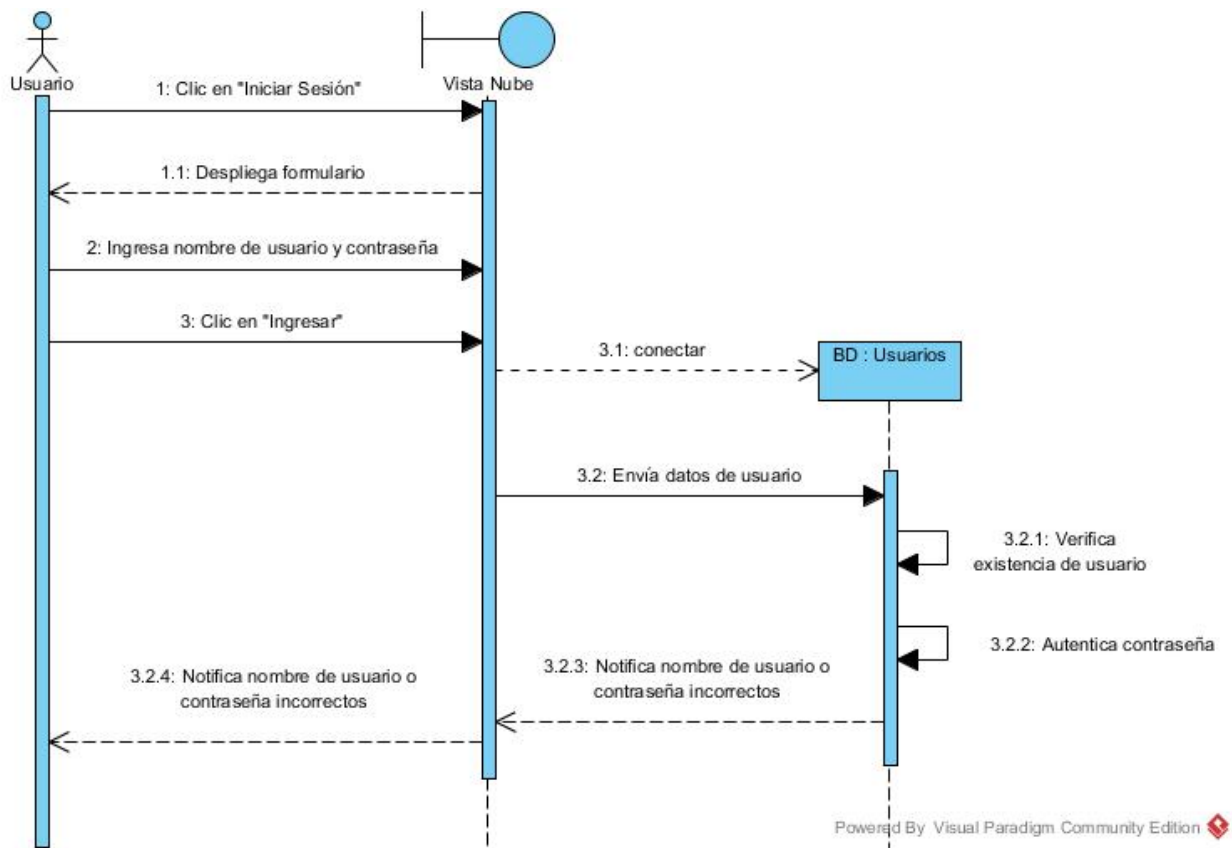 Usuario
Vista Nube
1: Clic en "Iniciar Sesión"
1.1: Despliega formulario
2: Ingresa nombre de usuario y contraseña
3: Clic en "Ingresar"
3.1: conectar
BD : Usuarios
3.2: Envía datos de usuario
3.2.1: Verifica
existencia de usuario
3.2.2: Autentica contraseña
3.2.3: Notifica nombre de usuario o
contraseña incorrectos
3.2.4: Notifica nombre de usuario o
contraseña incorrectos
Powered By Visual Paradigm Community Edition